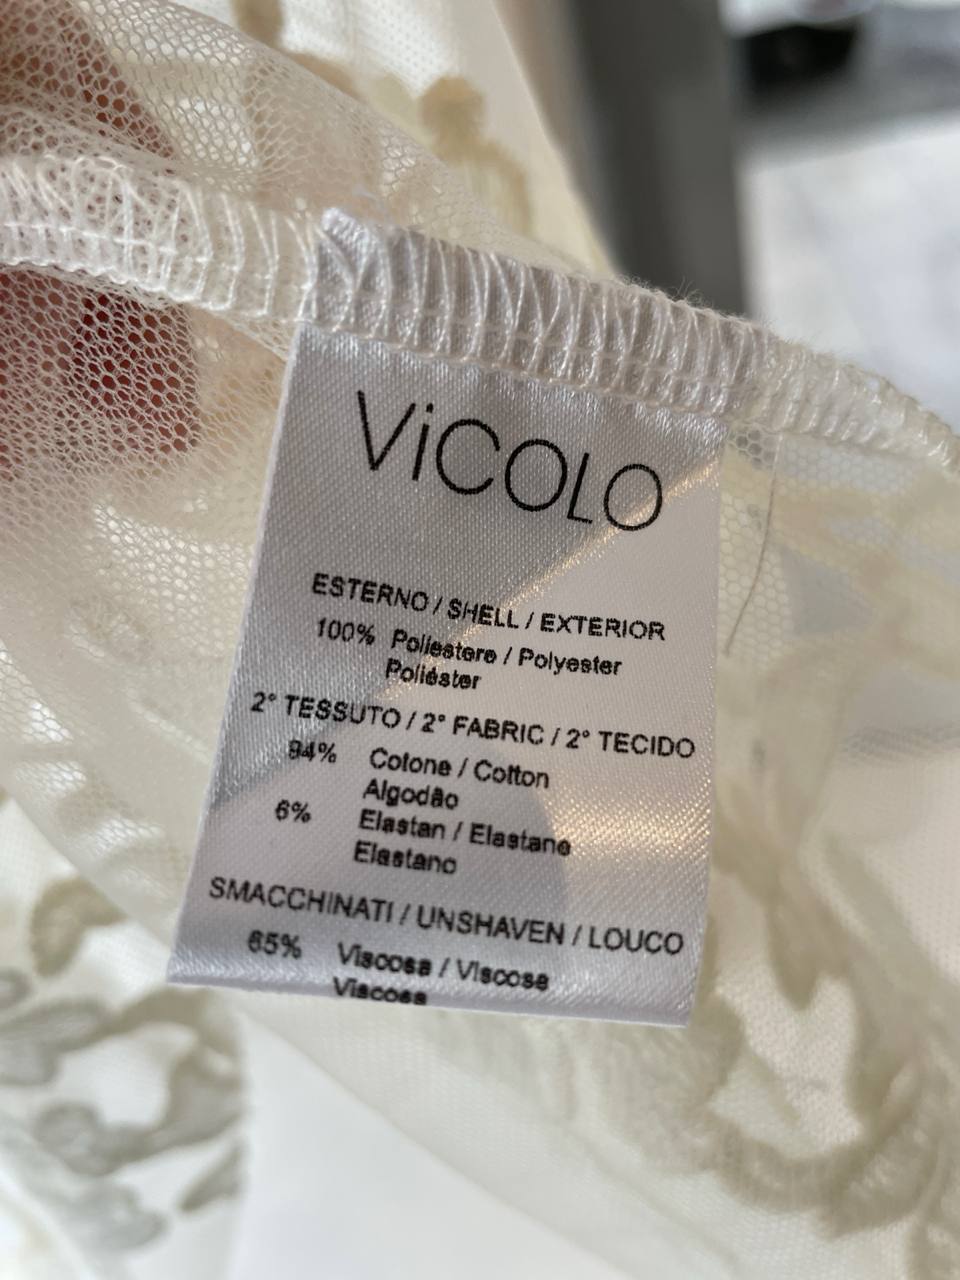 ViCOLO
ESTERNO / SHELL / EXTERIOR
100% Poliestere / Polyester
Poliéster
2° TESSUTO / 2° FABRIC / 2° TECIDO
94% Cotone / Cotton
Algodão
6% Elastan / Elastane
Elastano
SMACCHINATI / UNSHAVEN / LOUCO
65% Viscosa / Viscose
Viscosa